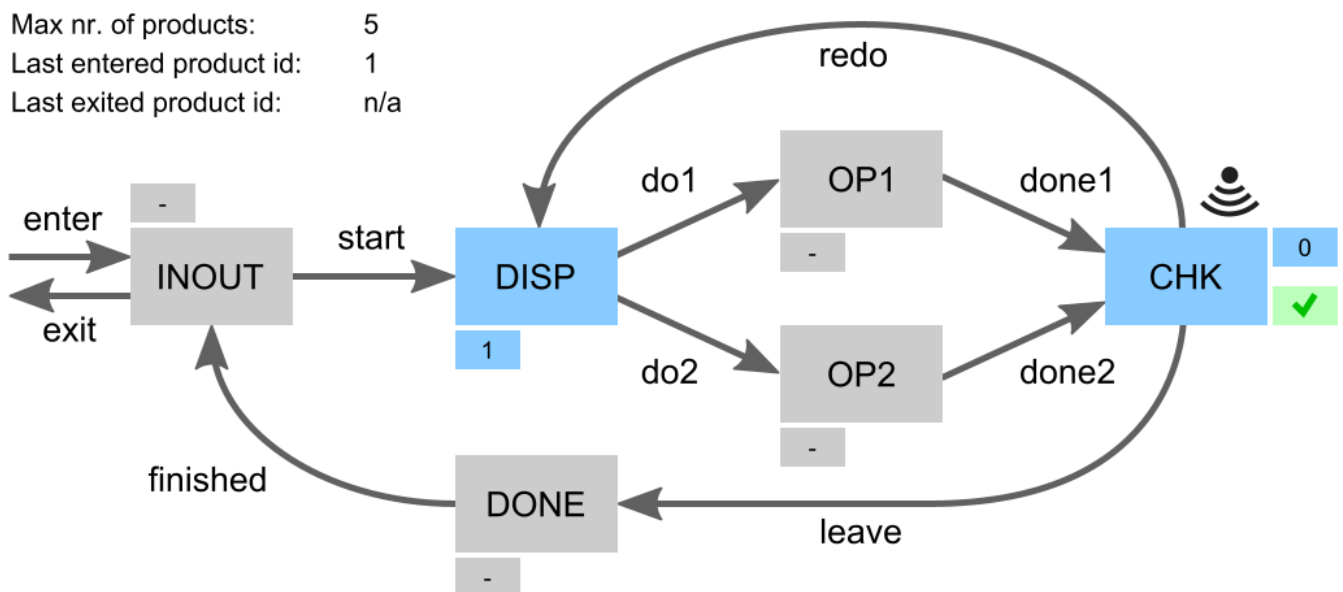 Max nr. of products: 5
Last entered product id: 1
Last exited product id: n/a
redo
do1
OP1
done1
-
enter
start
-
INOUT
DISP
CHK
0
exit
1
do2
OP2
done2
-
finished
DONE
leave
-